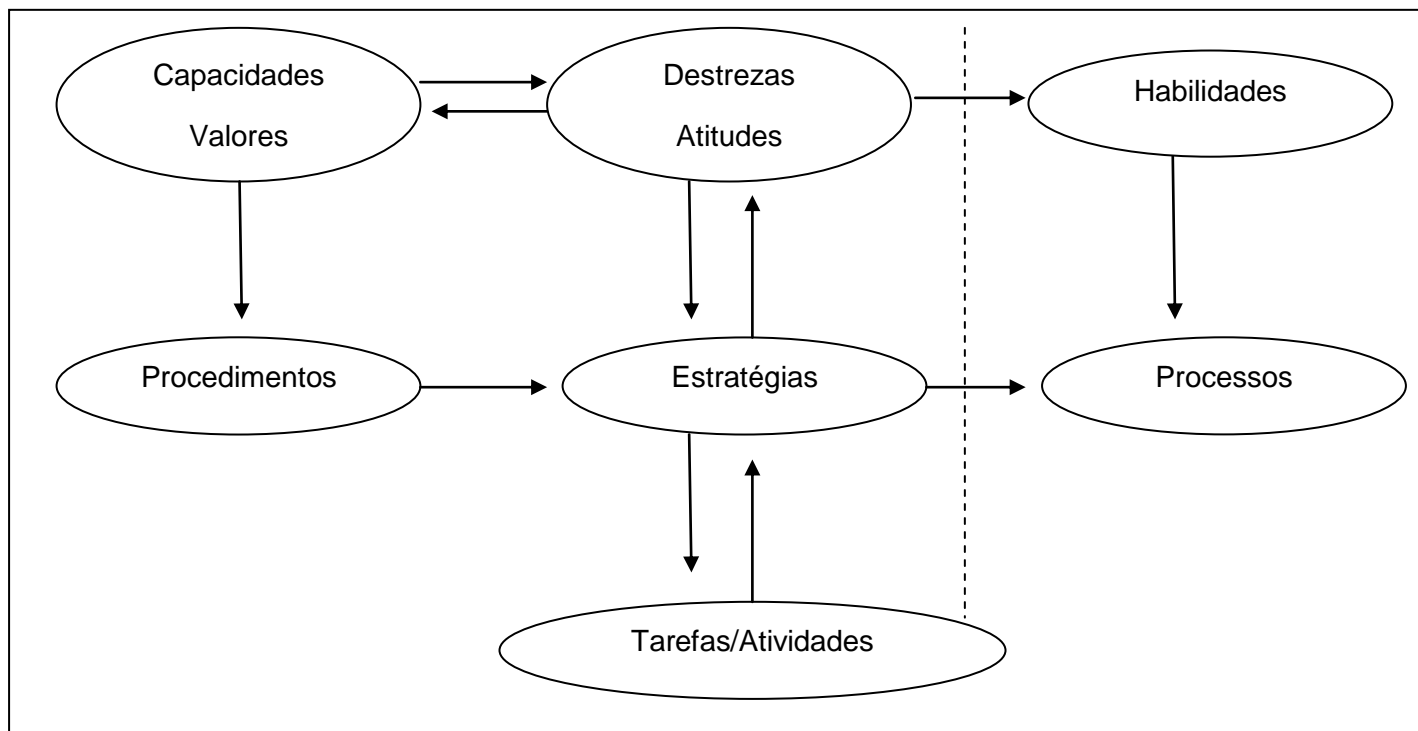 Capacidades
Valores
Destrezas
Atitudes
Habilidades
Procedimentos
Estratégias
Processos
Tarefas/Atividades